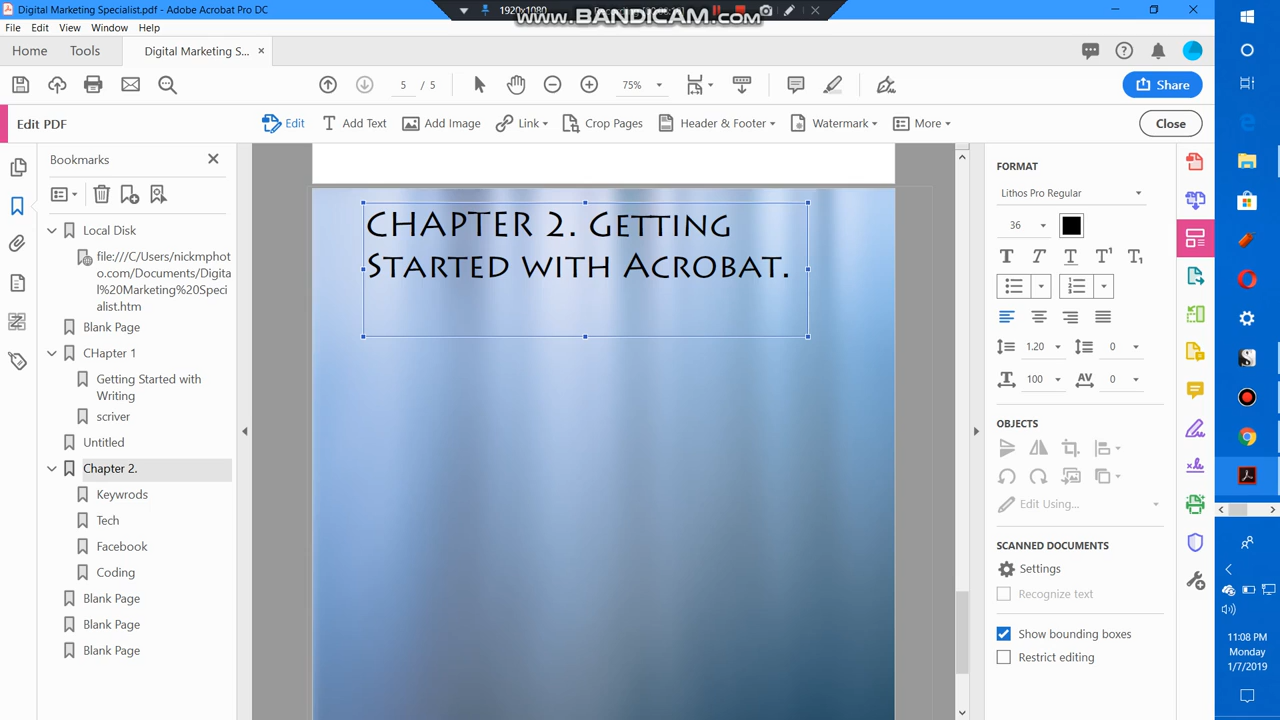 Digital Marketing Specialist.pdf - Adobe Acrobat Pro DC
1920x1080
www.BANDICAM.com
File Edit View Window Help
Home Tools Digital Marketing S... ×
5 / 5 75% Share
Edit PDF Edit Add Text Add Image Link Crop Pages Header & Footer Watermark More Close
Bookmarks
Local Disk
file:///C:/Users/nickmphoto
o.com/Documents/Digita
l%20Marketing%20Speci
alist.htm
Blank Page
CHapter 1
Getting Started with
Writing
scriver
Untitled
Chapter 2.
Keywrods
Tech
Facebook
Coding
Blank Page
Blank Page
Blank Page
CHAPTER 2. Getting
Started with Acrobat.
FORMAT
Lithos Pro Regular
36
T T T T¹ T₁
1.20 0
100 AV 0
OBJECTS
Edit Using...
SCANNED DOCUMENTS
Settings
Recognize text
Show bounding boxes
Restrict editing
11:08 PM
Monday
1/7/2019